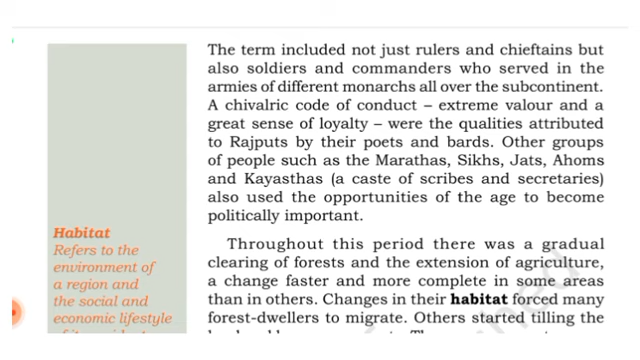 The term included not just rulers and chieftains but
also soldiers and commanders who served in the
armies of different monarchs all over the subcontinent.
A chivalric code of conduct – extreme valour and a
great sense of loyalty – were the qualities attributed
to Rajputs by their poets and bards. Other groups
of people such as the Marathas, Sikhs, Jats, Ahoms
and Kayasthas (a caste of scribes and secretaries)
also used the opportunities of the age to become
politically important.
Throughout this period there was a gradual
clearing of forests and the extension of agriculture,
a change faster and more complete in some areas
than in others. Changes in their habitat forced many
forest-dwellers to migrate. Others started tilling the
Habitat
Refers to the
environment of
a region and
the social and
economic lifestyle